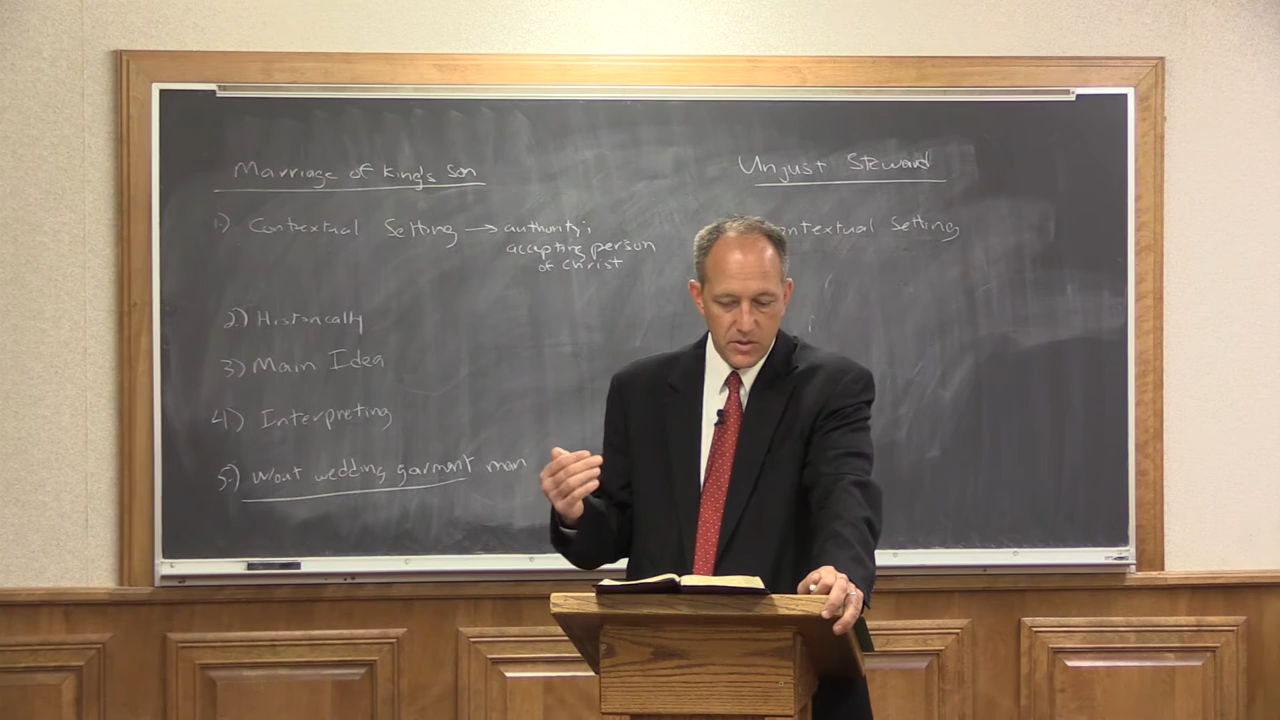 Marriage of King's Son
1.) Contextual Setting → authority;
accepting person
of Christ
2.) Historically
3.) Main Idea
4.) Interpreting
5.) W/out wedding garment man
Unjust Steward
ontextual Setting